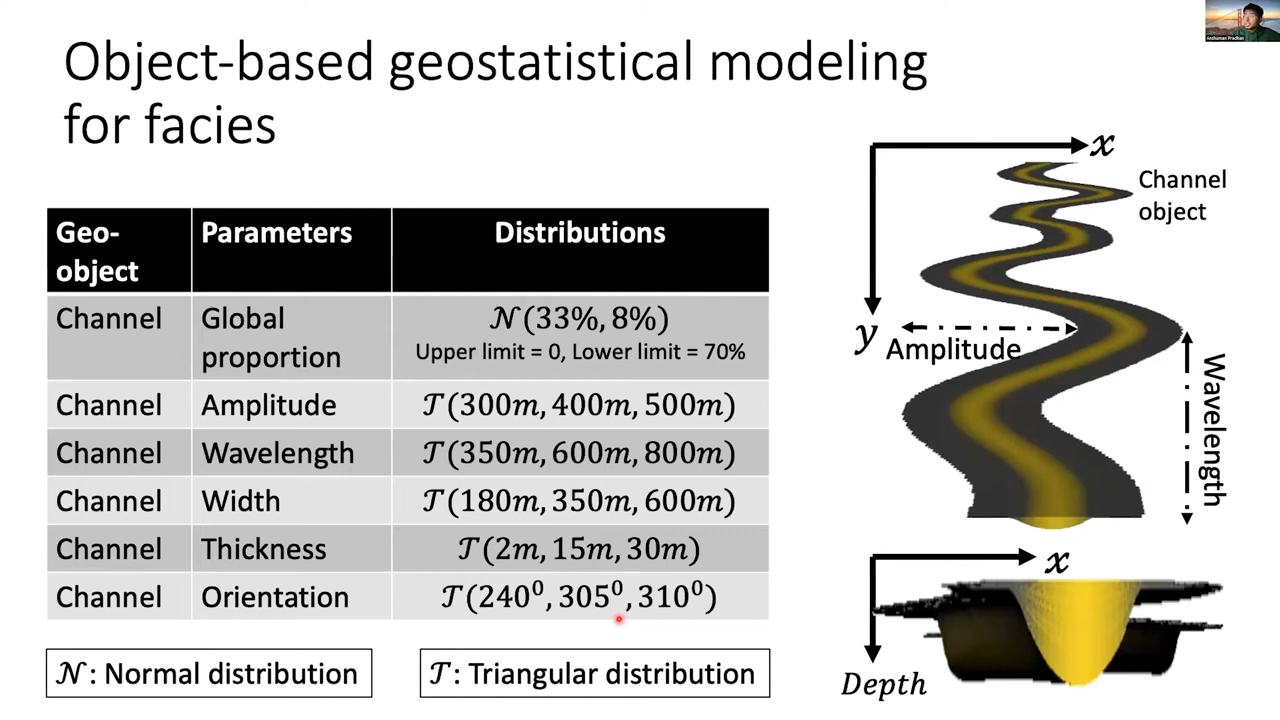 Object-based geostatistical modeling
for facies
Anshuman Pradhan
Geo-
object
Parameters
Distributions
Channel
Global
proportion
𝒩(33%, 8%)
Upper limit = 0, Lower limit = 70%
Channel
Amplitude
𝒯(300m, 400m, 500m)
Channel
Wavelength
𝒯(350m, 600m, 800m)
Channel
Width
𝒯(180m, 350m, 600m)
Channel
Thickness
𝒯(2m, 15m, 30m)
Channel
Orientation
𝒯(240⁰, 305⁰, 310⁰)
𝒩: Normal distribution
𝒯: Triangular distribution
x
Channel
object
y
Amplitude
Wavelength
x
Depth